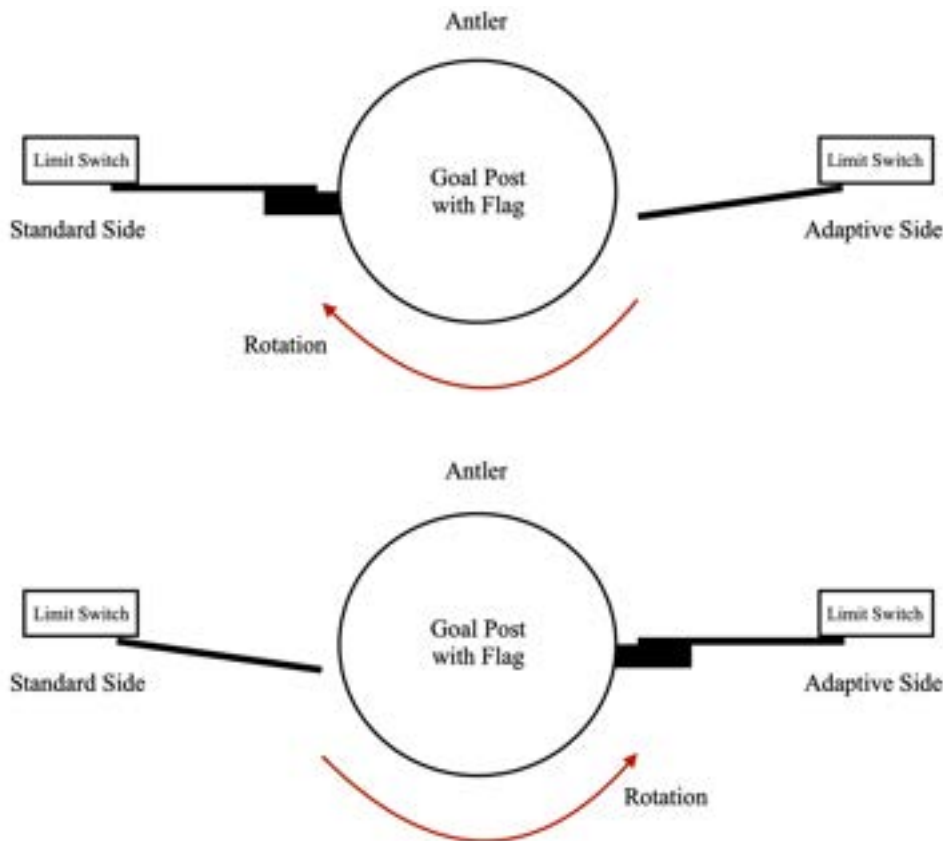 Antler
Limit Switch
Limit Switch
Goal Post
with Flag
Standard Side
Adaptive Side
Rotation
Antler
Limit Switch
Limit Switch
Goal Post
with Flag
Standard Side
Adaptive Side
Rotation